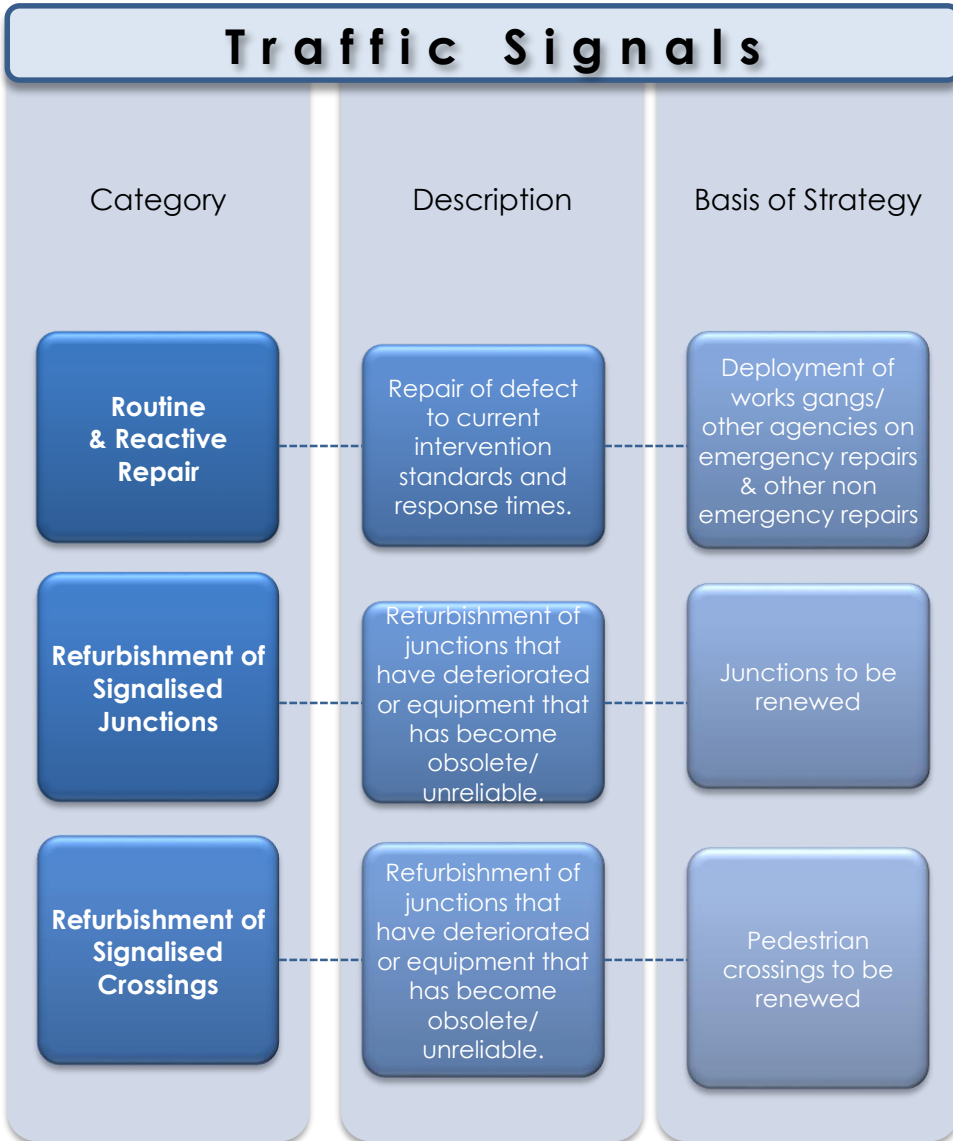 Traffic Signals
Category
Description
Basis of Strategy
Routine
& Reactive
Repair
Repair of defect
to current
intervention
standards and
response times.
Deployment of
works gangs/
other agencies on
emergency repairs
& other non
emergency repairs
Refurbishment of
Signalised
Junctions
Refurbishment of
junctions that
have deteriorated
or equipment that
has become
obsolete/
unreliable.
Junctions to be
renewed
Refurbishment of
Signalised
Crossings
Refurbishment of
junctions that
have deteriorated
or equipment that
has become
obsolete/
unreliable.
Pedestrian
crossings to be
renewed